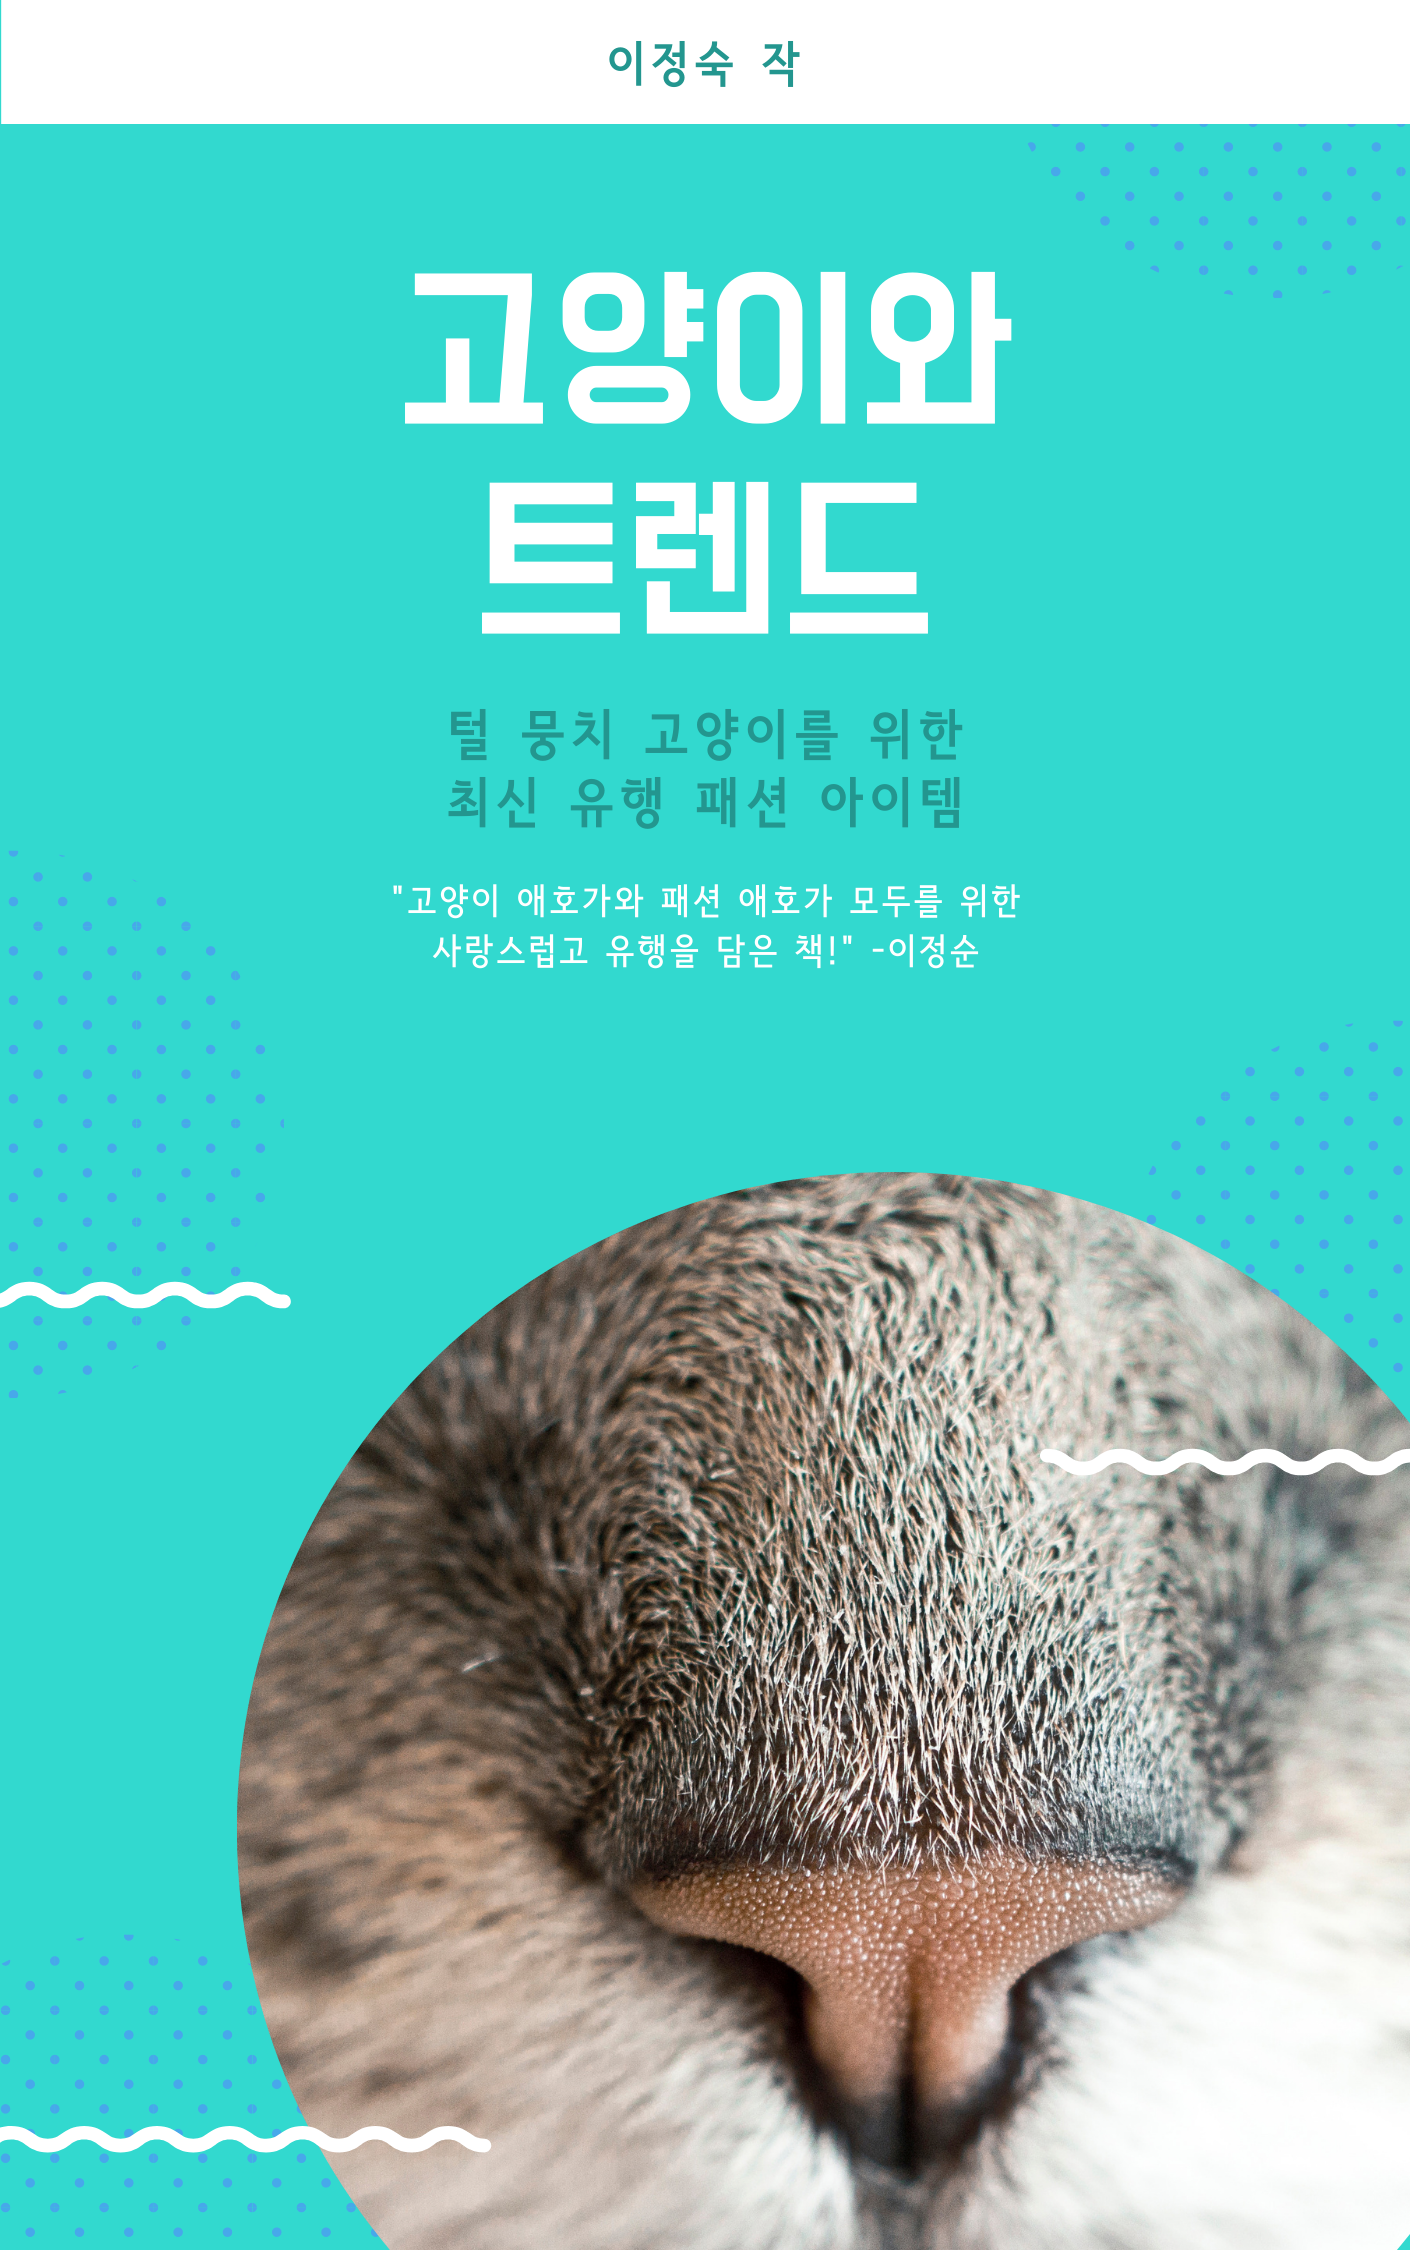 이정숙 작
고양이와
트렌드
털 뭉치 고양이를 위한
최신 유행 패션 아이템
"고양이 애호가와 패션 애호가 모두를 위한
사랑스럽고 유행을 담은 책!" -이정순